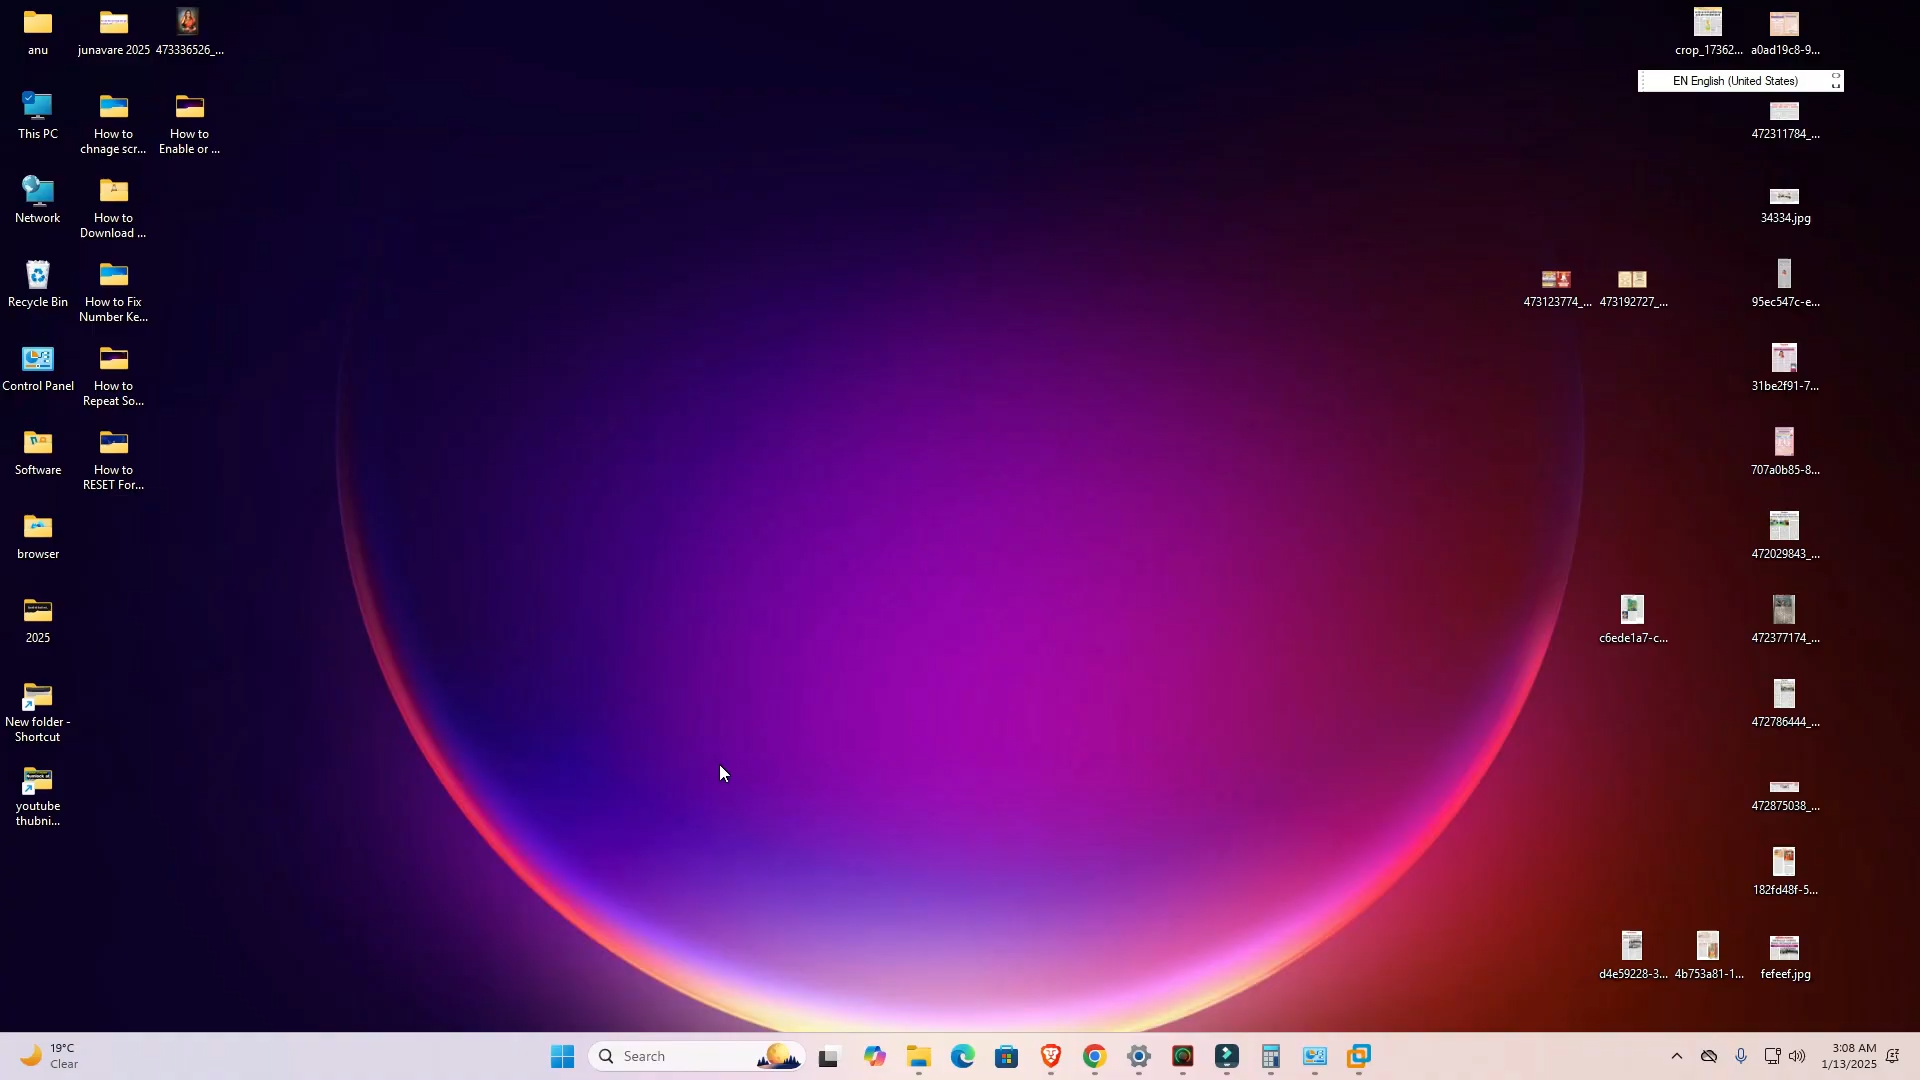 anu
junavare 2025
473336526_...
This PC
How to
chnage scr...
How to
Enable or ...
Network
How to
Download ...
Recycle Bin
How to Fix
Number Ke...
Control Panel
How to
Repeat So...
Software
How to
RESET For...
browser
2025
New folder -
Shortcut
youtube
thubni...
crop_17362...
a0ad19c8-9...
EN English (United States)
472311784_...
34334.jpg
473123774_...
473192727_...
95ec547c-e...
31be2f91-7...
707a0b85-8...
472029843_...
c6ede1a7-c...
472377174_...
472786444_...
472875038_...
182fd48f-5...
d4e59228-3...
4b753a81-1...
fefeef.jpg
19°C
Clear
Search
3:08 AM
1/13/2025